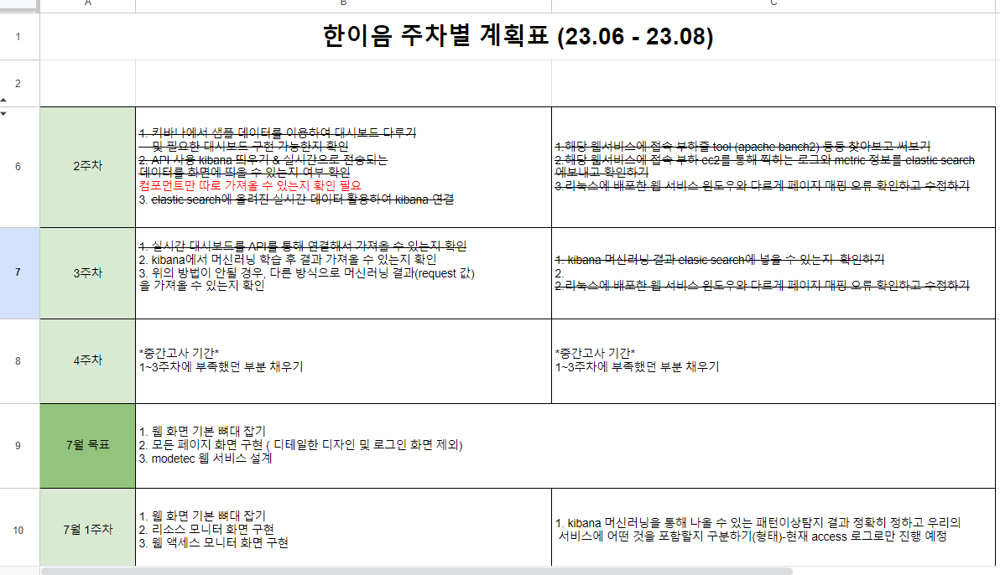 A B C
1 한이음 주차별 계획표 (23.06 - 23.08)
2
6 2주차
1. 키바나에서 샘플 데이터를 이용하여 대시보드 다루기
및 필요한 대시보드 구현 가능한지 확인
2. API 사용 kibana 띄우기 & 실시간으로 전송되는
데이터를 화면에 띄울 수 있는지 여부 확인
컴포먼트만 따로 가져올 수 있는지 확인 필요
3. elastic search에 올려진 실시간 데이터 활용하여 kibana 연결
1.해당 웹서비스에 접속 부하줄 tool (apache banch2) 등등 찾아보고 써보기
2.해당 웹서비스에 접속 부하 ec2를 통해 찍히는 로그와 metric 정보를 elastic search
에보내고 확인하기
3.리눅스에 배포한 웹 서비스 윈도우와 다르게 페이지 매핑 오류 확인하고 수정하기
7 3주차
1. 실시간 대시보드를 API를 통해 연결해서 가져올 수 있는지 확인
2. kibana에서 머신러닝 학습 후 결과 가져올 수 있는지 확인
3. 위의 방법이 안될 경우, 다른 방식으로 머신러닝 결과(request 값)
을 가져올 수 있는지 확인
1. kibana 머신러닝 결과 elasic search에 넣을 수 있는지 확인하기
2.
2.리눅스에 배포한 웹 서비스 윈도우와 다르게 페이지 매핑 오류 확인하고 수정하기
8 4주차
*중간고사 기간*
1~3주차에 부족했던 부분 채우기
*중간고사 기간*
1~3주차에 부족했던 부분 채우기
9 7월 목표
1. 웹 화면 기본 뼈대 잡기
2. 모든 페이지 화면 구현 ( 디테일한 디자인 및 로그인 화면 제외)
3. modetec 웹 서비스 설계
10 7월 1주차
1. 웹 화면 기본 뼈대 잡기
2. 리소스 모니터 화면 구현
3. 웹 액세스 모니터 화면 구현
1. kibana 머신러닝을 통해 나올 수 있는 패턴이상탐지 결과 정확히 정하고 우리의
서비스에 어떤 것을 포함할지 구분하기(형태)-현재 access 로그로만 진행 예정